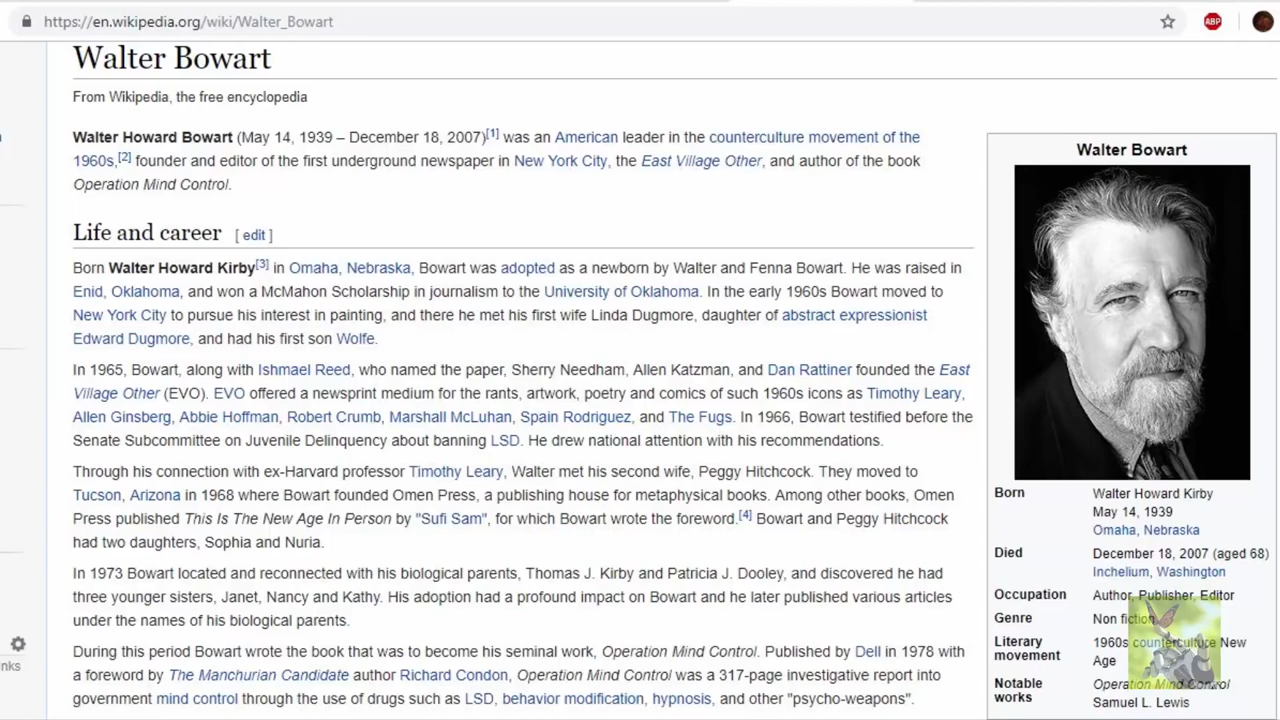 https://en.wikipedia.org/wiki/Walter_Bowart
ABP
Walter Bowart
From Wikipedia, the free encyclopedia
Walter Howard Bowart (May 14, 1939 – December 18, 2007)[1] was an American leader in the counterculture movement of the
1960s,[2] founder and editor of the first underground newspaper in New York City, the East Village Other, and author of the book
Operation Mind Control.
Life and career [ edit ]
Born Walter Howard Kirby[3] in Omaha, Nebraska, Bowart was adopted as a newborn by Walter and Fenna Bowart. He was raised in
Enid, Oklahoma, and won a McMahon Scholarship in journalism to the University of Oklahoma. In the early 1960s Bowart moved to
New York City to pursue his interest in painting, and there he met his first wife Linda Dugmore, daughter of abstract expressionist
Edward Dugmore, and had his first son Wolfe.
In 1965, Bowart, along with Ishmael Reed, who named the paper, Sherry Needham, Allen Katzman, and Dan Rattiner founded the East
Village Other (EVO). EVO offered a newsprint medium for the rants, artwork, poetry and comics of such 1960s icons as Timothy Leary,
Allen Ginsberg, Abbie Hoffman, Robert Crumb, Marshall McLuhan, Spain Rodriguez, and The Fugs. In 1966, Bowart testified before the
Senate Subcommittee on Juvenile Delinquency about banning LSD. He drew national attention with his recommendations.
Through his connection with ex-Harvard professor Timothy Leary, Walter met his second wife, Peggy Hitchcock. They moved to
Tucson, Arizona in 1968 where Bowart founded Omen Press, a publishing house for metaphysical books. Among other books, Omen
Press published This Is The New Age In Person by "Sufi Sam", for which Bowart wrote the foreword.[4] Bowart and Peggy Hitchcock
had two daughters, Sophia and Nuria.
In 1973 Bowart located and reconnected with his biological parents, Thomas J. Kirby and Patricia J. Dooley, and discovered he had
three younger sisters, Janet, Nancy and Kathy. His adoption had a profound impact on Bowart and he later published various articles
under the names of his biological parents.
During this period Bowart wrote the book that was to become his seminal work, Operation Mind Control. Published by Dell in 1978 with
a foreword by The Manchurian Candidate author Richard Condon, Operation Mind Control was a 317-page investigative report into
government mind control through the use of drugs such as LSD, behavior modification, hypnosis, and other "psycho-weapons".
Walter Bowart
Born Walter Howard Kirby
May 14, 1939
Omaha, Nebraska
Died December 18, 2007 (aged 68)
Inchelium, Washington
Occupation Author, Publisher, Editor
Genre Non fiction
Literary movement 1960s counterculture New
Age
Notable works Operation Mind Control
Samuel L. Lewis
nks